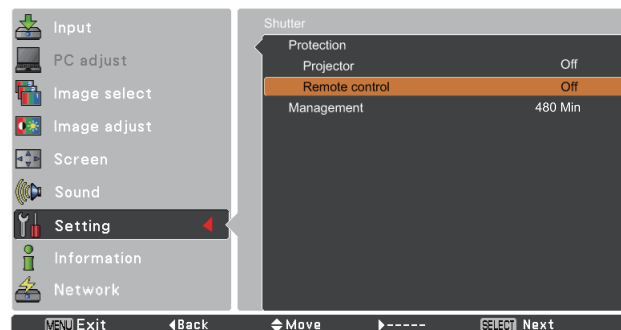 Input
PC adjust
Image select
Image adjust
Screen
Sound
Setting
Information
Network
Shutter
Protection
Projector Off
Remote control Off
Management 480 Min
MENU Exit ◀Back ◆Move ▶----- SELECT Next